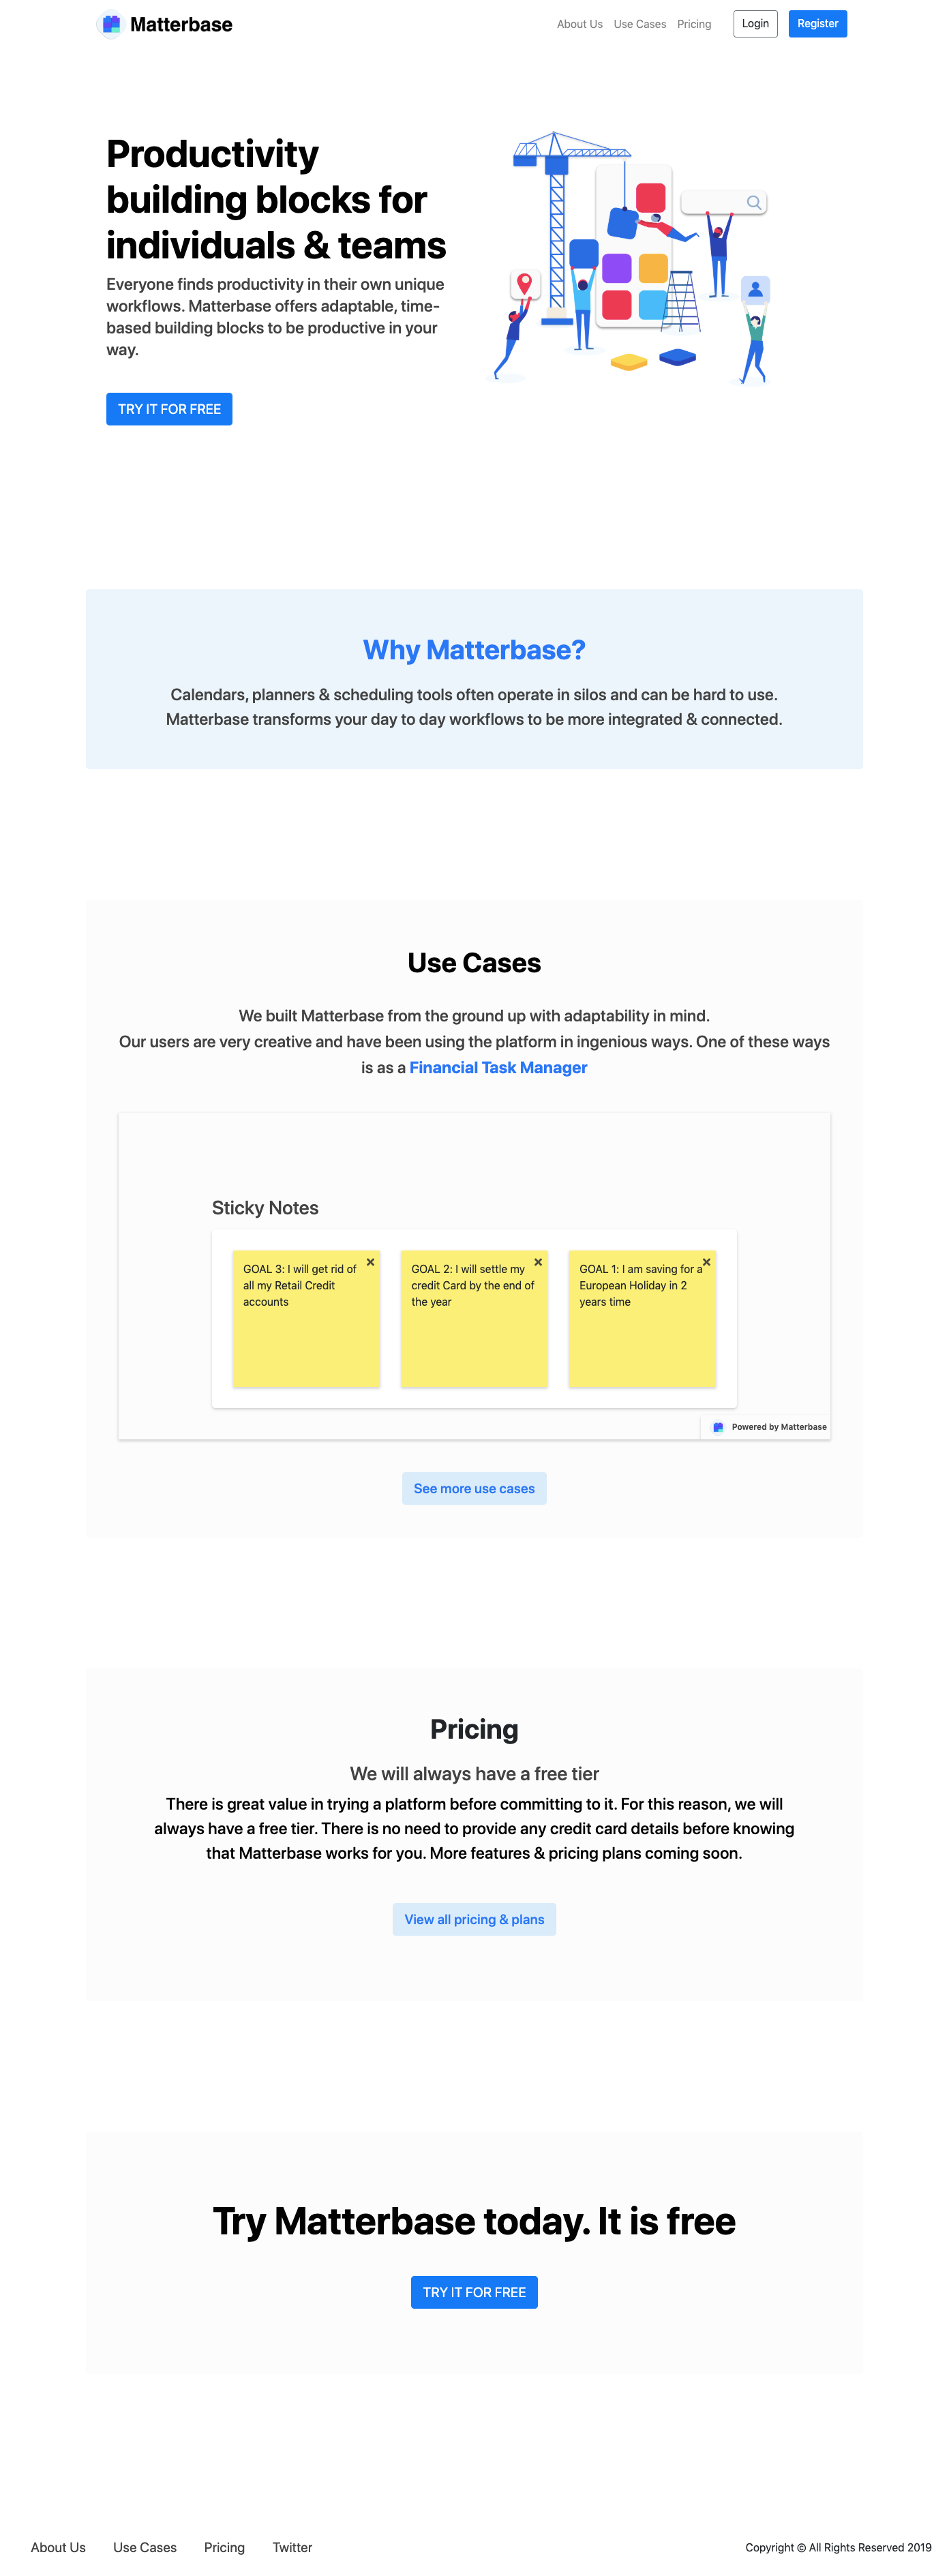 Matterbase
About Us Use Cases Pricing Login Register
Productivity
building blocks for
individuals & teams
Everyone finds productivity in their own unique
workflows. Matterbase offers adaptable, time-
based building blocks to be productive in your
way.
TRY IT FOR FREE
Why Matterbase?
Calendars, planners & scheduling tools often operate in silos and can be hard to use.
Matterbase transforms your day to day workflows to be more integrated & connected.
Use Cases
We built Matterbase from the ground up with adaptability in mind.
Our users are very creative and have been using the platform in ingenious ways. One of these ways
is as a Financial Task Manager
Sticky Notes
GOAL 3: I will get rid of
all my Retail Credit
accounts
GOAL 2: I will settle my
credit Card by the end of
the year
GOAL 1: I am saving for a
European Holiday in 2
years time
Powered by Matterbase
See more use cases
Pricing
We will always have a free tier
There is great value in trying a platform before committing to it. For this reason, we will
always have a free tier. There is no need to provide any credit card details before knowing
that Matterbase works for you. More features & pricing plans coming soon.
View all pricing & plans
Try Matterbase today. It is free
TRY IT FOR FREE
About Us Use Cases Pricing Twitter
Copyright © All Rights Reserved 2019